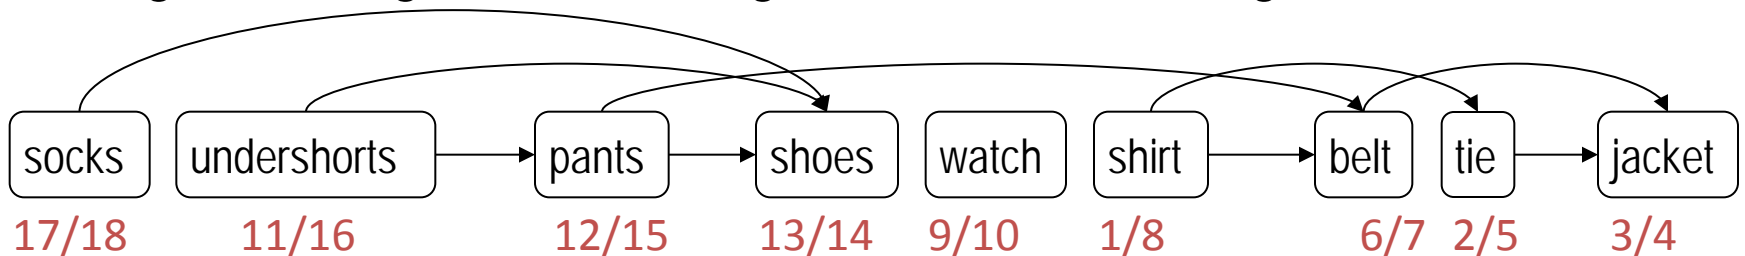 socks undershorts pants shoes watch shirt belt tie jacket
17/18 11/16 12/15 13/14 9/10 1/8 6/7 2/5 3/4